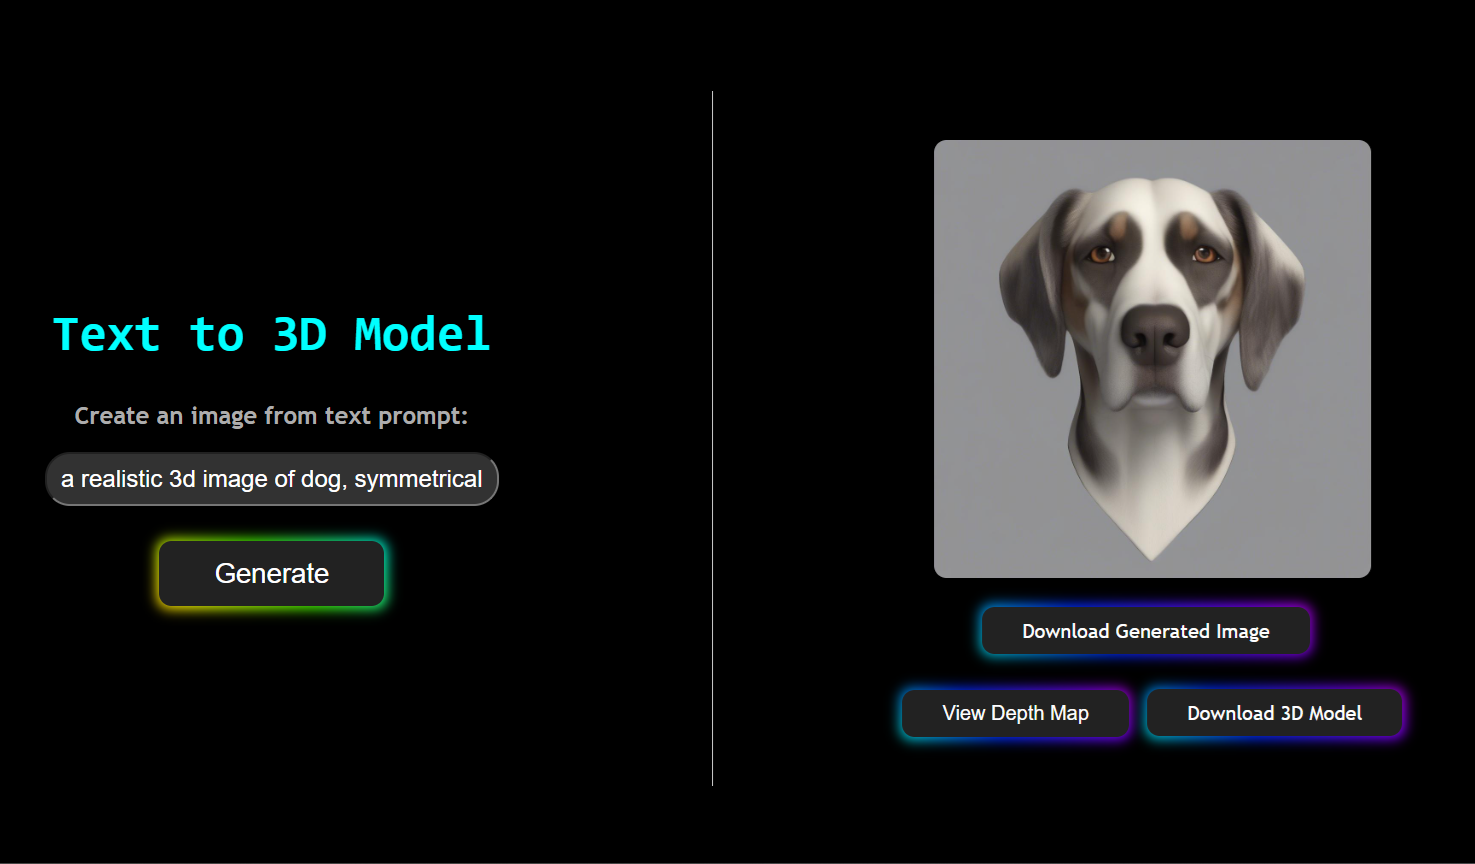 Text to 3D Model
Create an image from text prompt:
a realistic 3d image of dog, symmetrical
Generate
Download Generated Image
View Depth Map
Download 3D Model